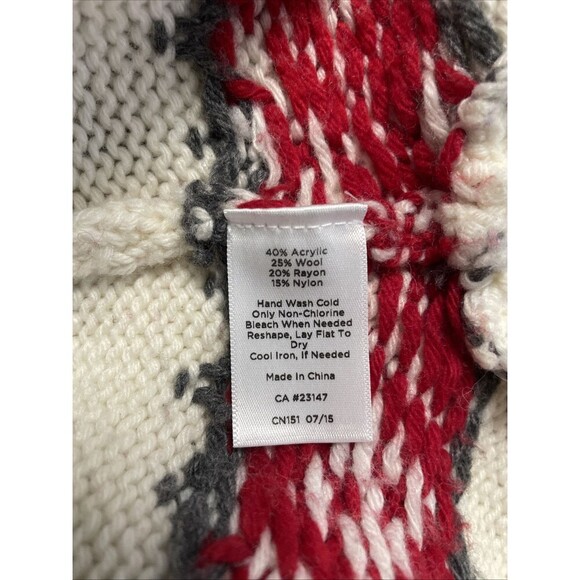 40% Acrylic
25% Wool
20% Rayon
15% Nylon
Hand Wash Cold
Only Non-Chlorine
Bleach When Needed
Reshape, Lay Flat To
Dry
Cool Iron, If Needed
Made in China
CA #23147
CN151 07/15